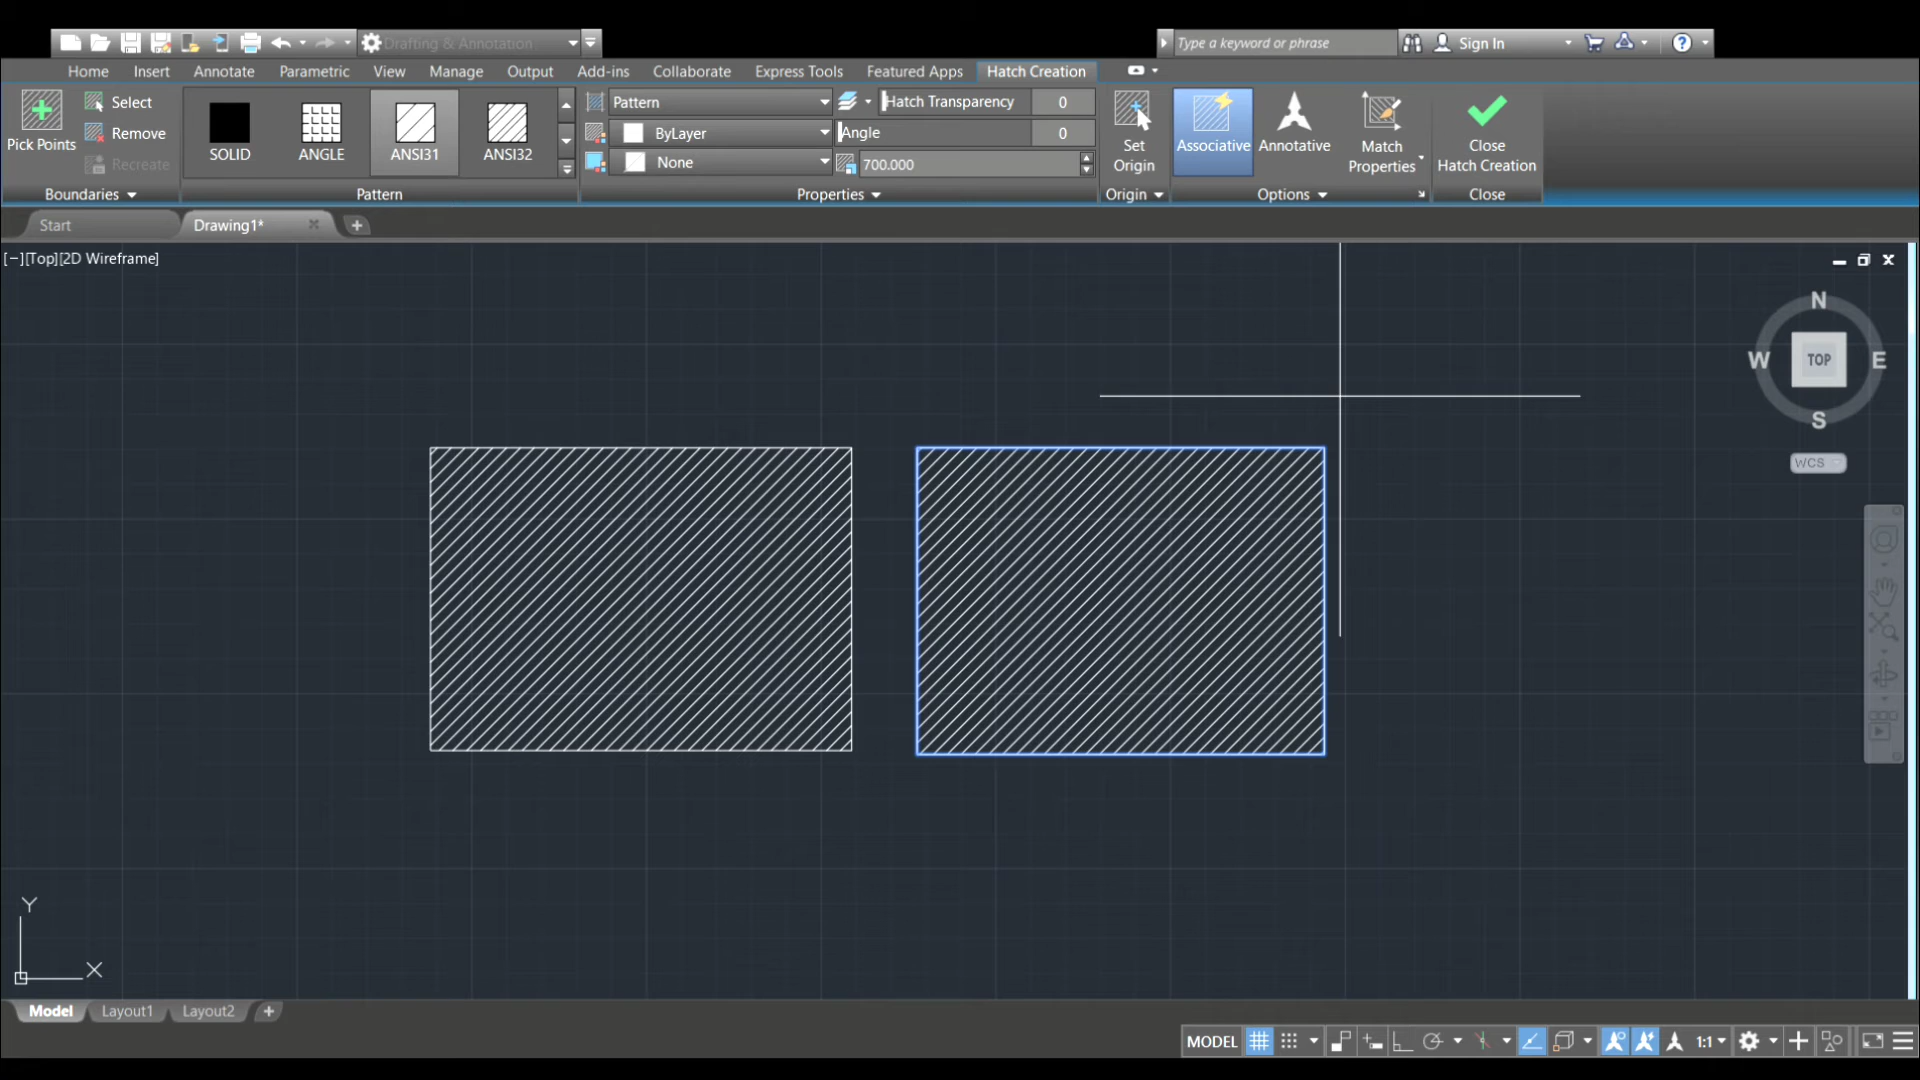 Drafting & Annotation
Type a keyword or phrase
Sign In
Home Insert Annotate Parametric View Manage Output Add-ins Collaborate Express Tools Featured Apps Hatch Creation
Pick Points
Select
Remove
Recreate
Boundaries
SOLID
ANGLE
ANSI31
ANSI32
Pattern
Pattern
Hatch Transparency 0
ByLayer
Angle 0
None
700.000
Properties
Set
Origin
Origin
Associative
Annotative
Match
Properties
Options
Close
Hatch Creation
Close
Start
Drawing1*
[−][Top][2D Wireframe]
N
W
TOP
E
S
WCS
Y
X
Model
Layout1
Layout2
MODEL
1:1